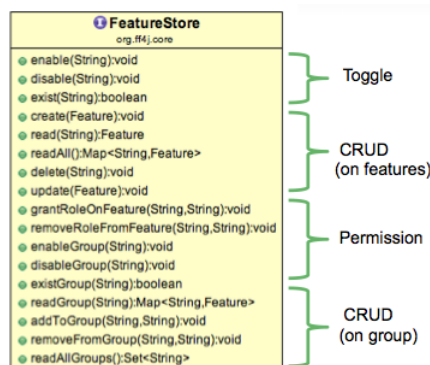 FeatureStore
org.ff4j.core
enable(String):void
disable(String):void
exist(String):boolean
create(Feature):void
read(String):Feature
readAll():Map<String,Feature>
delete(String):void
update(Feature):void
grantRoleOnFeature(String,String):void
removeRoleFromFeature(String,String):void
enableGroup(String):void
disableGroup(String):void
existGroup(String):boolean
readGroup(String):Map<String,Feature>
addToGroup(String,String):void
removeFromGroup(String,String):void
readAllGroups():Set<String>
Toggle
CRUD
(on features)
Permission
CRUD
(on group)